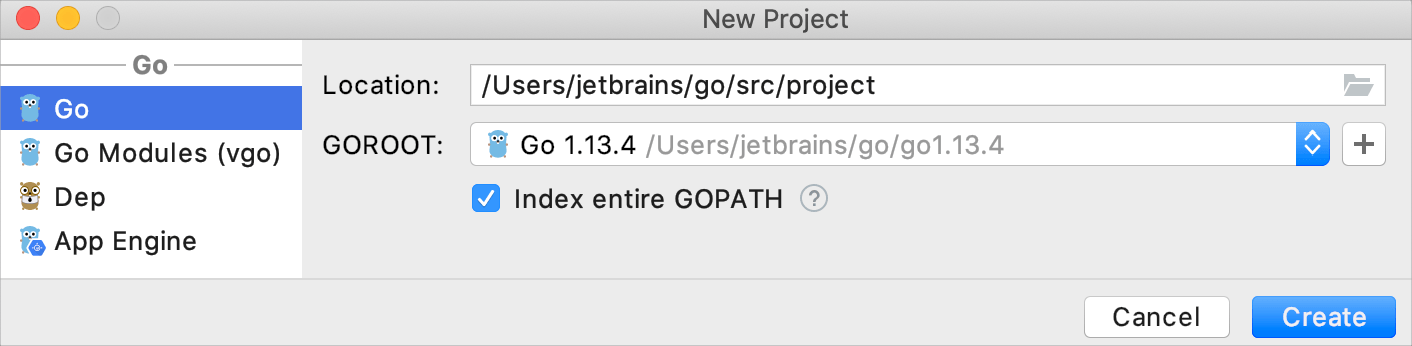 New Project
Go
Go
Go Modules (vgo)
Dep
App Engine
Location: /Users/jetbrains/go/src/project
GOROOT: Go 1.13.4 /Users/jetbrains/go/go1.13.4 +
Index entire GOPATH ?
Cancel Create